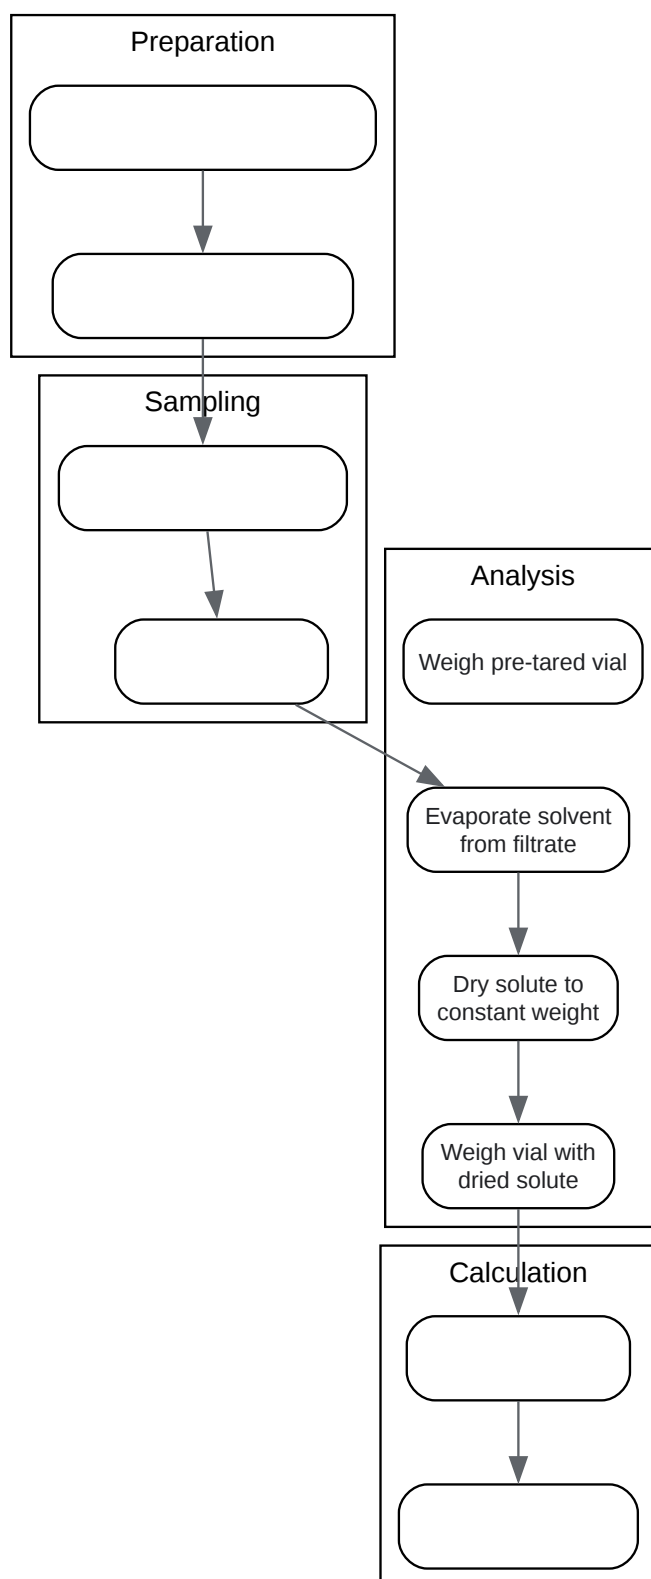 Preparation
Sampling
Analysis
Weigh pre-tared vial
Evaporate solvent
from filtrate
Dry solute to
constant weight
Weigh vial with
dried solute
Calculation